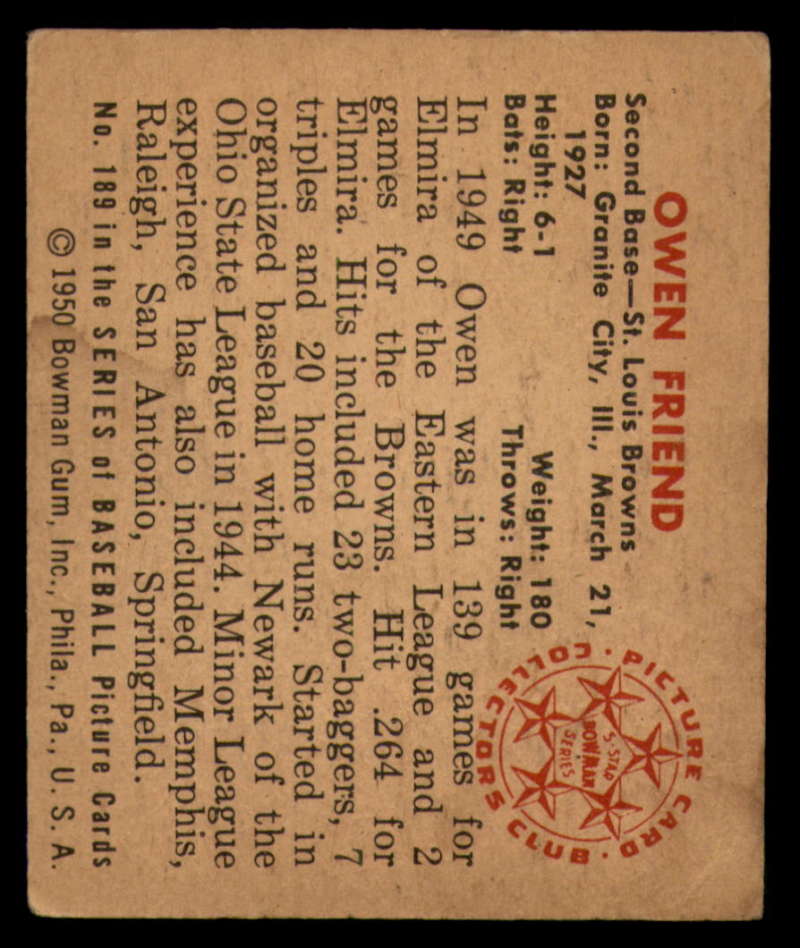 OWEN FRIEND
Second Base—St. Louis Browns
Born: Granite City, Ill., March 21,
1927
Height: 6-1 Weight: 180
Bats: Right Throws: Right
In 1949 Owen was in 139 games for
Elmira of the Eastern League and 2
games for the Browns. Hit .264 for
Elmira. Hits included 23 two-baggers, 7
triples and 20 home runs. Started in
organized baseball with Newark of the
Ohio State League in 1944. Minor League
experience has also included Memphis,
Raleigh, San Antonio, Springfield.
No. 189 in the SERIES of BASEBALL Picture Cards
© 1950 Bowman Gum, Inc., Phila., Pa., U. S. A.
PICTURE CARD · COLLECTORS CLUB ·
5-STAR
BOWMAN
SERIES